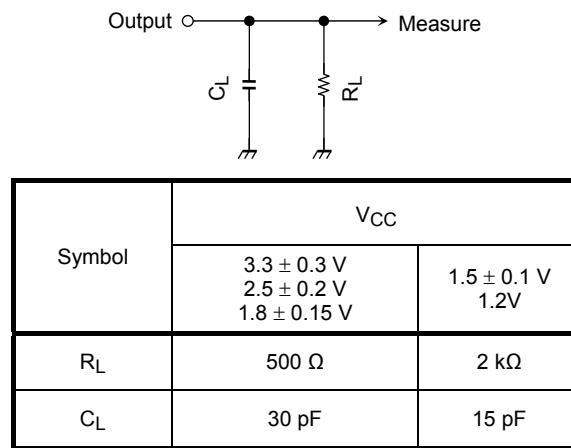 Output
Measure
CL
RL
Symbol
VCC
3.3 ± 0.3 V
2.5 ± 0.2 V
1.8 ± 0.15 V
1.5 ± 0.1 V
1.2V
RL
500 Ω
2 kΩ
CL
30 pF
15 pF